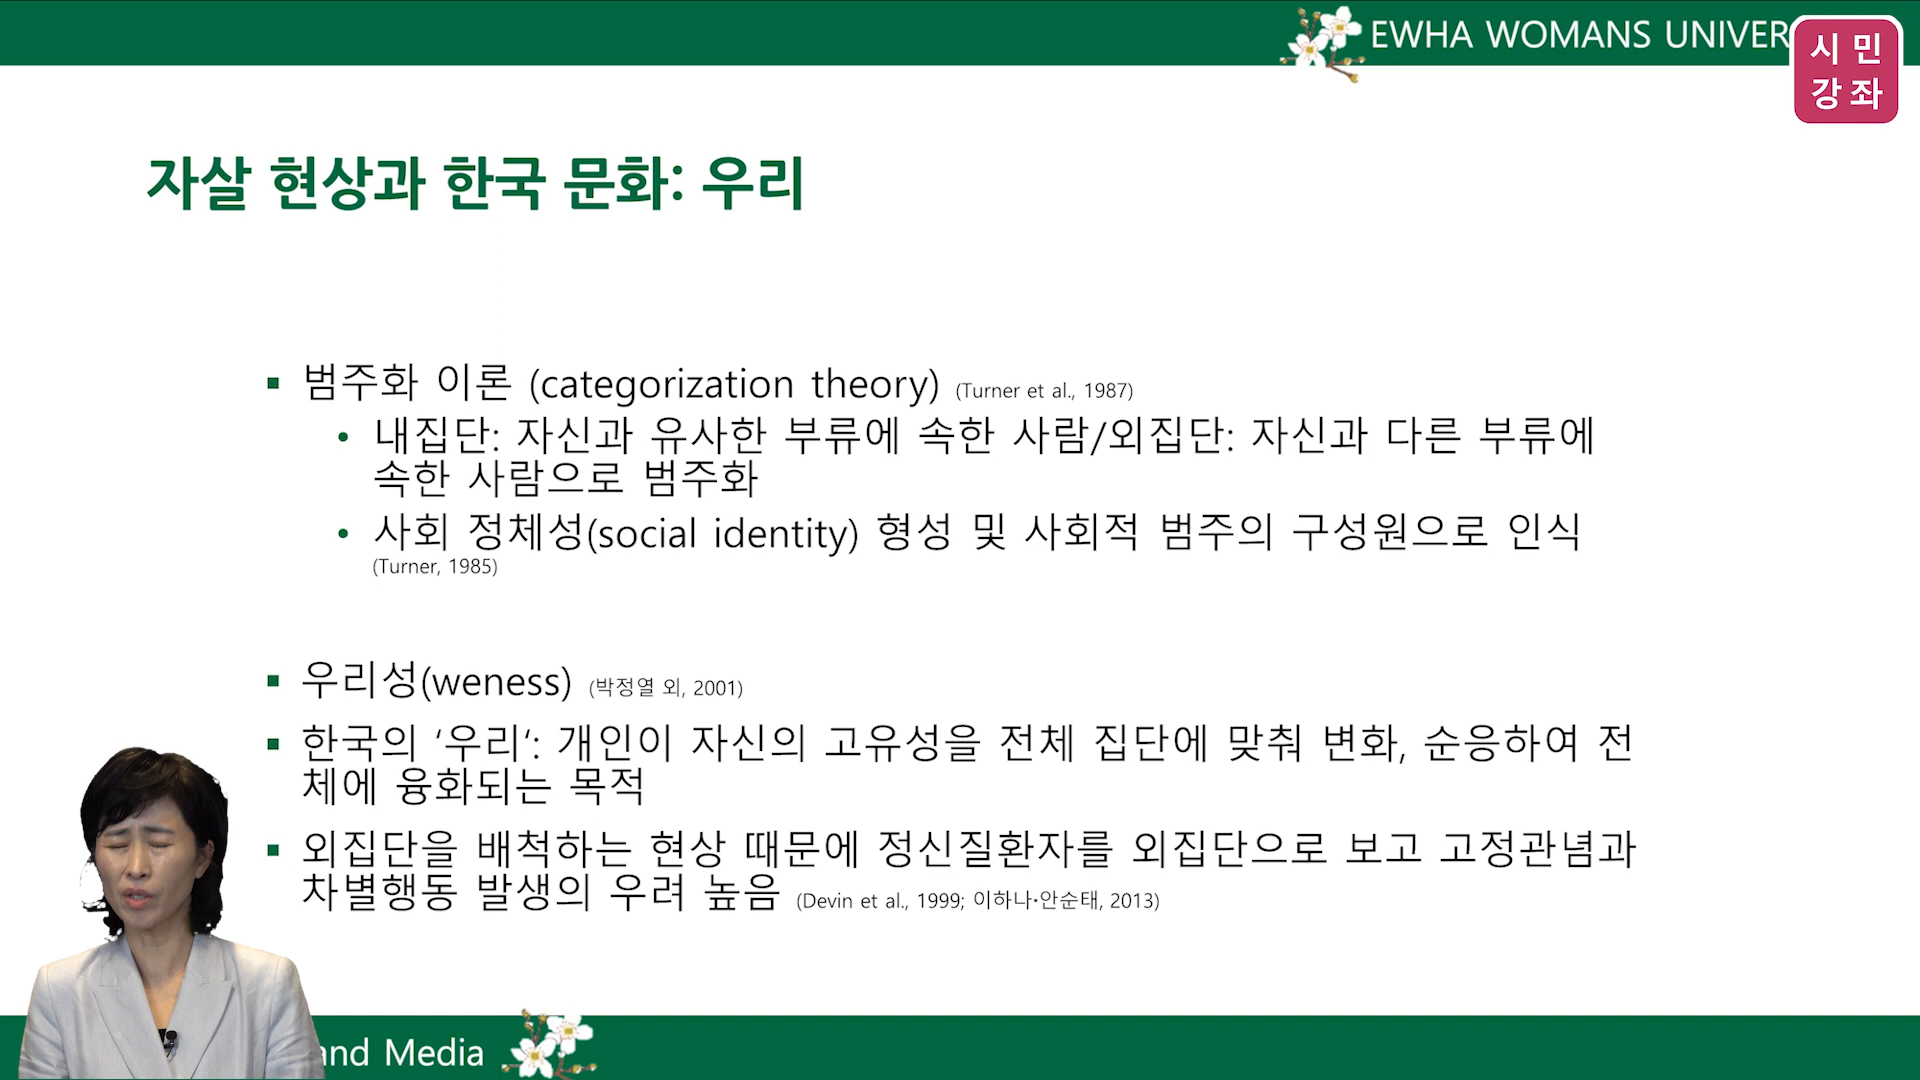 EWHA WOMANS UNIVER
시민
강좌
자살 현상과 한국 문화: 우리
▪ 범주화 이론 (categorization theory) (Turner et al., 1987)
• 내집단: 자신과 유사한 부류에 속한 사람/외집단: 자신과 다른 부류에
속한 사람으로 범주화
• 사회 정체성(social identity) 형성 및 사회적 범주의 구성원으로 인식
(Turner, 1985)
▪ 우리성(weness) (박정열 외, 2001)
▪ 한국의 ‘우리‘: 개인이 자신의 고유성을 전체 집단에 맞춰 변화, 순응하여 전
체에 융화되는 목적
▪ 외집단을 배척하는 현상 때문에 정신질환자를 외집단으로 보고 고정관념과
차별행동 발생의 우려 높음 (Devin et al., 1999; 이하나·안순태, 2013)
and Media